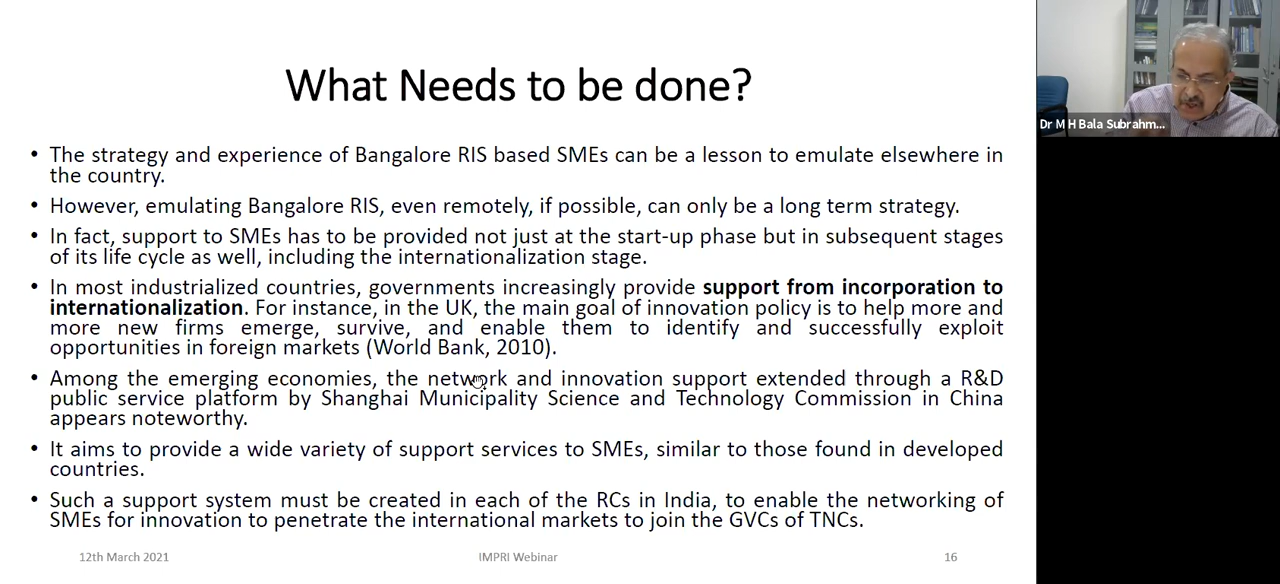 What Needs to be done?
• The strategy and experience of Bangalore RIS based SMEs can be a lesson to emulate elsewhere in
the country.
• However, emulating Bangalore RIS, even remotely, if possible, can only be a long term strategy.
• In fact, support to SMEs has to be provided not just at the start-up phase but in subsequent stages
of its life cycle as well, including the internationalization stage.
• In most industrialized countries, governments increasingly provide support from incorporation to
internationalization. For instance, in the UK, the main goal of innovation policy is to help more and
more new firms emerge, survive, and enable them to identify and successfully exploit
opportunities in foreign markets (World Bank, 2010).
• Among the emerging economies, the network and innovation support extended through a R&D
public service platform by Shanghai Municipality Science and Technology Commission in China
appears noteworthy.
• It aims to provide a wide variety of support services to SMEs, similar to those found in developed
countries.
• Such a support system must be created in each of the RCs in India, to enable the networking of
SMEs for innovation to penetrate the international markets to join the GVCs of TNCs.
12th March 2021
IMPRI Webinar
16
Dr M H Bala Subrahm...